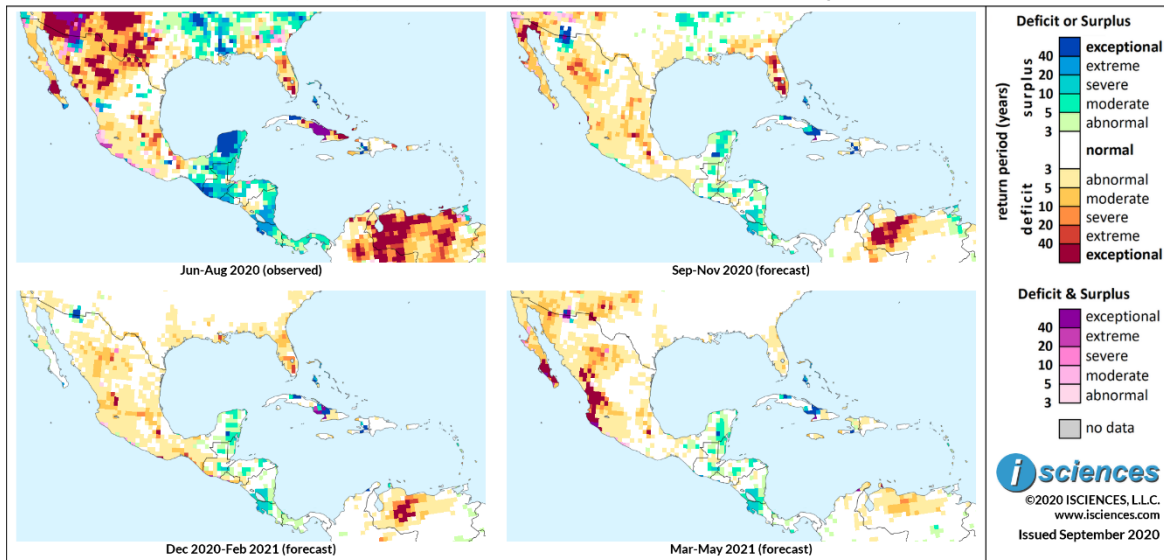 Jun-Aug 2020 (observed)
Sep-Nov 2020 (forecast)
Dec 2020-Feb 2021 (forecast)
Mar-May 2021 (forecast)
Deficit or Surplus
return period (years)
surplus
deficit
exceptional
40
extreme
20
severe
10
moderate
5
abnormal
3
normal
3
abnormal
5
moderate
10
severe
20
extreme
40
exceptional
Deficit & Surplus
exceptional
40
extreme
20
severe
10
moderate
5
abnormal
3
no data
i sciences
©2020 ISCIENCES, L.L.C.
www.isciences.com
Issued September 2020